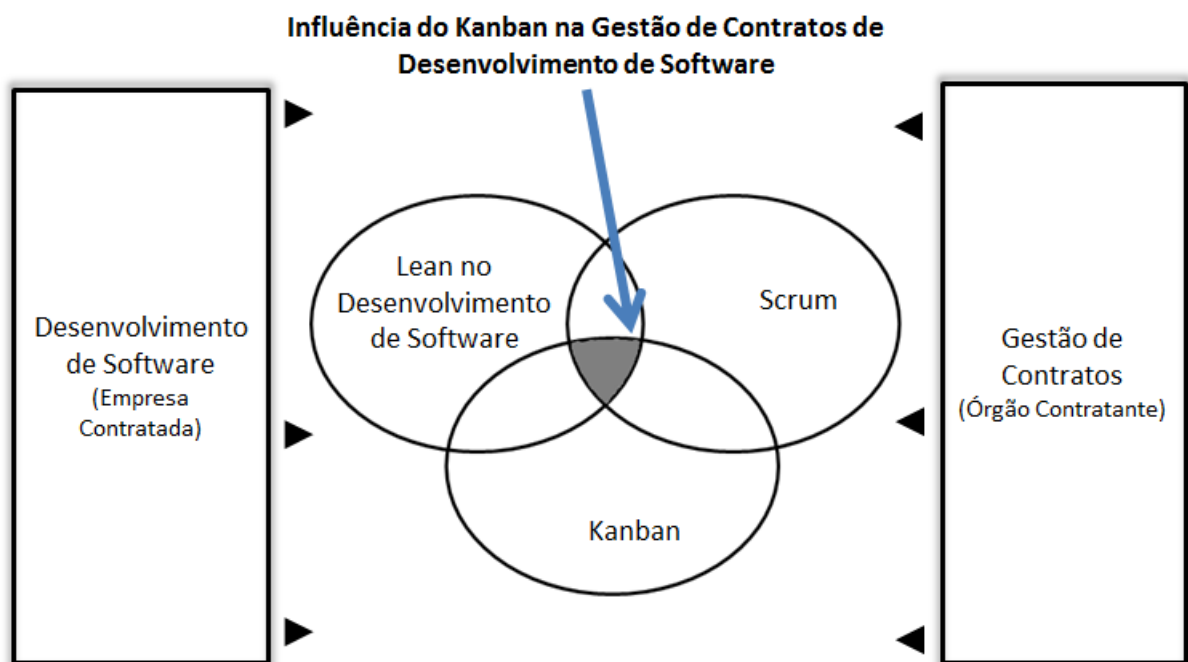 Influência do Kanban na Gestão de Contratos de
Desenvolvimento de Software
Desenvolvimento
de Software
(Empresa
Contratada)
Lean no
Desenvolvimento
de Software
Scrum
Kanban
Gestão de
Contratos
(Órgão Contratante)